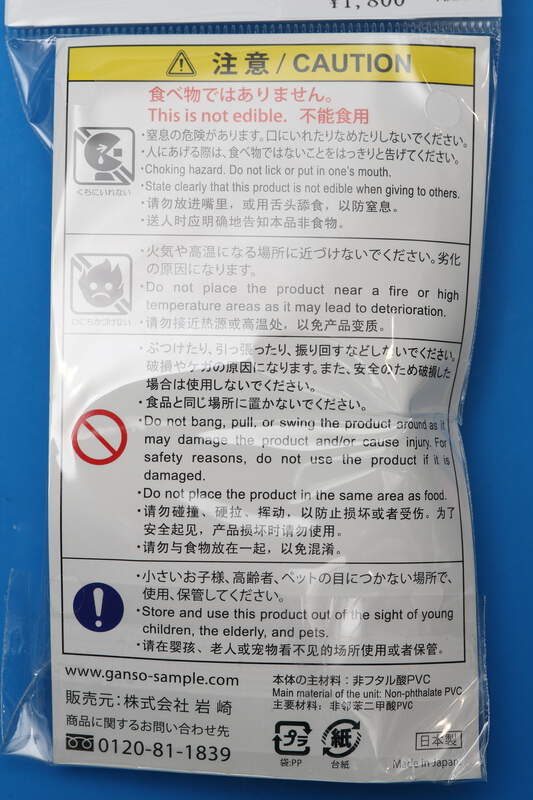 ¥1,800
注意 / CAUTION
食べ物ではありません。
This is not edible. 不能食用
・窒息の危険があります。口にいれたりなめたりしないでください。
・人にあげる際は、食べ物ではないことをはっきりと告げてください。
・Choking hazard. Do not lick or put in one's mouth.
・State clearly that this product is not edible when giving to others.
・请勿放进嘴里，或用舌头舔食，以防窒息。
・送人时应明确地告知本品非食物。
くちにいれない
・火気や高温になる場所に近づけないでください。劣化
の原因になります。
・Do not place the product near a fire or high
temperature areas as it may lead to deterioration.
・请勿接近热源或高温处，以免产品变质。
ひにちかづけない
・ぶつけたり、引っ張ったり、振り回すなどしないでください。
破損やケガの原因になります。また、安全のため破損した
場合は使用しないでください。
・食品と同じ場所に置かないでください。
・Do not bang, pull, or swing the product around as it
may damage the product and/or cause injury. For
safety reasons, do not use the product if it is
damaged.
・Do not place the product in the same area as food.
・请勿碰撞、硬拉、挥动，以防止损坏或者受伤。为了
安全起见，产品损坏时请勿使用。
・请勿与食物放在一起，以免混淆。
・小さいお子様、高齢者、ペットの目につかない場所で、
使用、保管してください。
・Store and use this product out of the sight of young
children, the elderly, and pets.
・请在婴孩、老人或宠物看不见的场所使用或者保管。
www.ganso-sample.com
販売元：株式会社 岩崎
商品に関するお問い合わせ先
0120-81-1839
本体の主材料：非フタル酸PVC
Main material of the unit: Non-phthalate PVC
主要材料：非邻苯二甲酸PVC
プラ
袋:PP
紙
台紙
日本製
Made in Japan